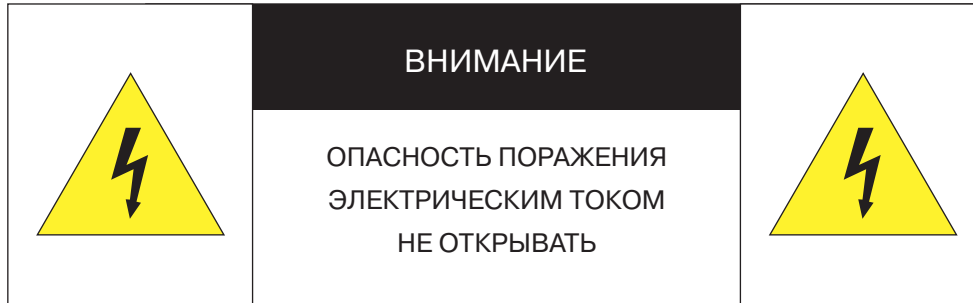 ВНИМАНИЕ
ОПАСНОСТЬ ПОРАЖЕНИЯ
ЭЛЕКТРИЧЕСКИМ ТОКОМ
НЕ ОТКРЫВАТЬ